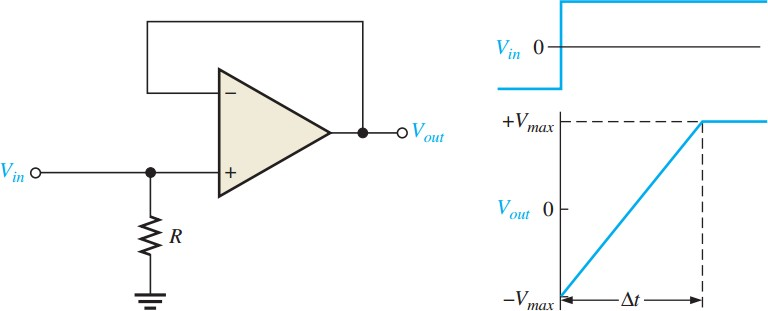 V_in
−
+
R
V_out
V_in 0
+V_max
V_out 0
−V_max
Δt